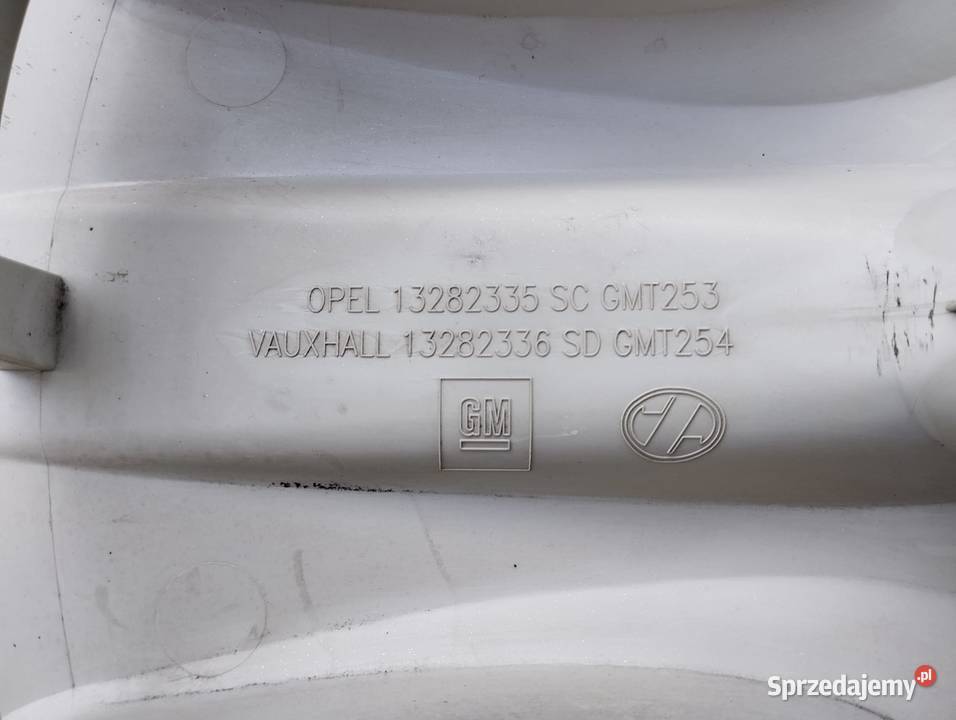 OPEL 13282335 SC GMT253
VAUXHALL 13282336 SD GMT254
GM
Sprzedajemy.pl